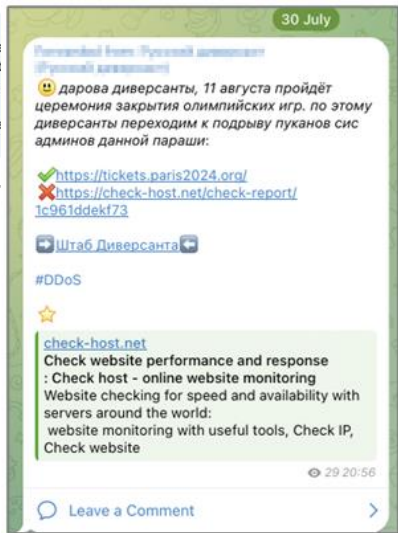 30 July
😃 дарова диверсанты, 11 августа пройдёт
церемония закрытия олимпийских игр. по этому
диверсанты переходим к подрыву пуканов сис
админов данной параши:
✅https://tickets.paris2024.org/
❌https://check-host.net/check-report/
1c961ddekf73
➡️Штаб Диверсанта⬅️
#DDoS
⭐
check-host.net
Check website performance and response
: Check host - online website monitoring
Website checking for speed and availability with
servers around the world:
website monitoring with useful tools, Check IP,
Check website
29 20:56
Leave a Comment